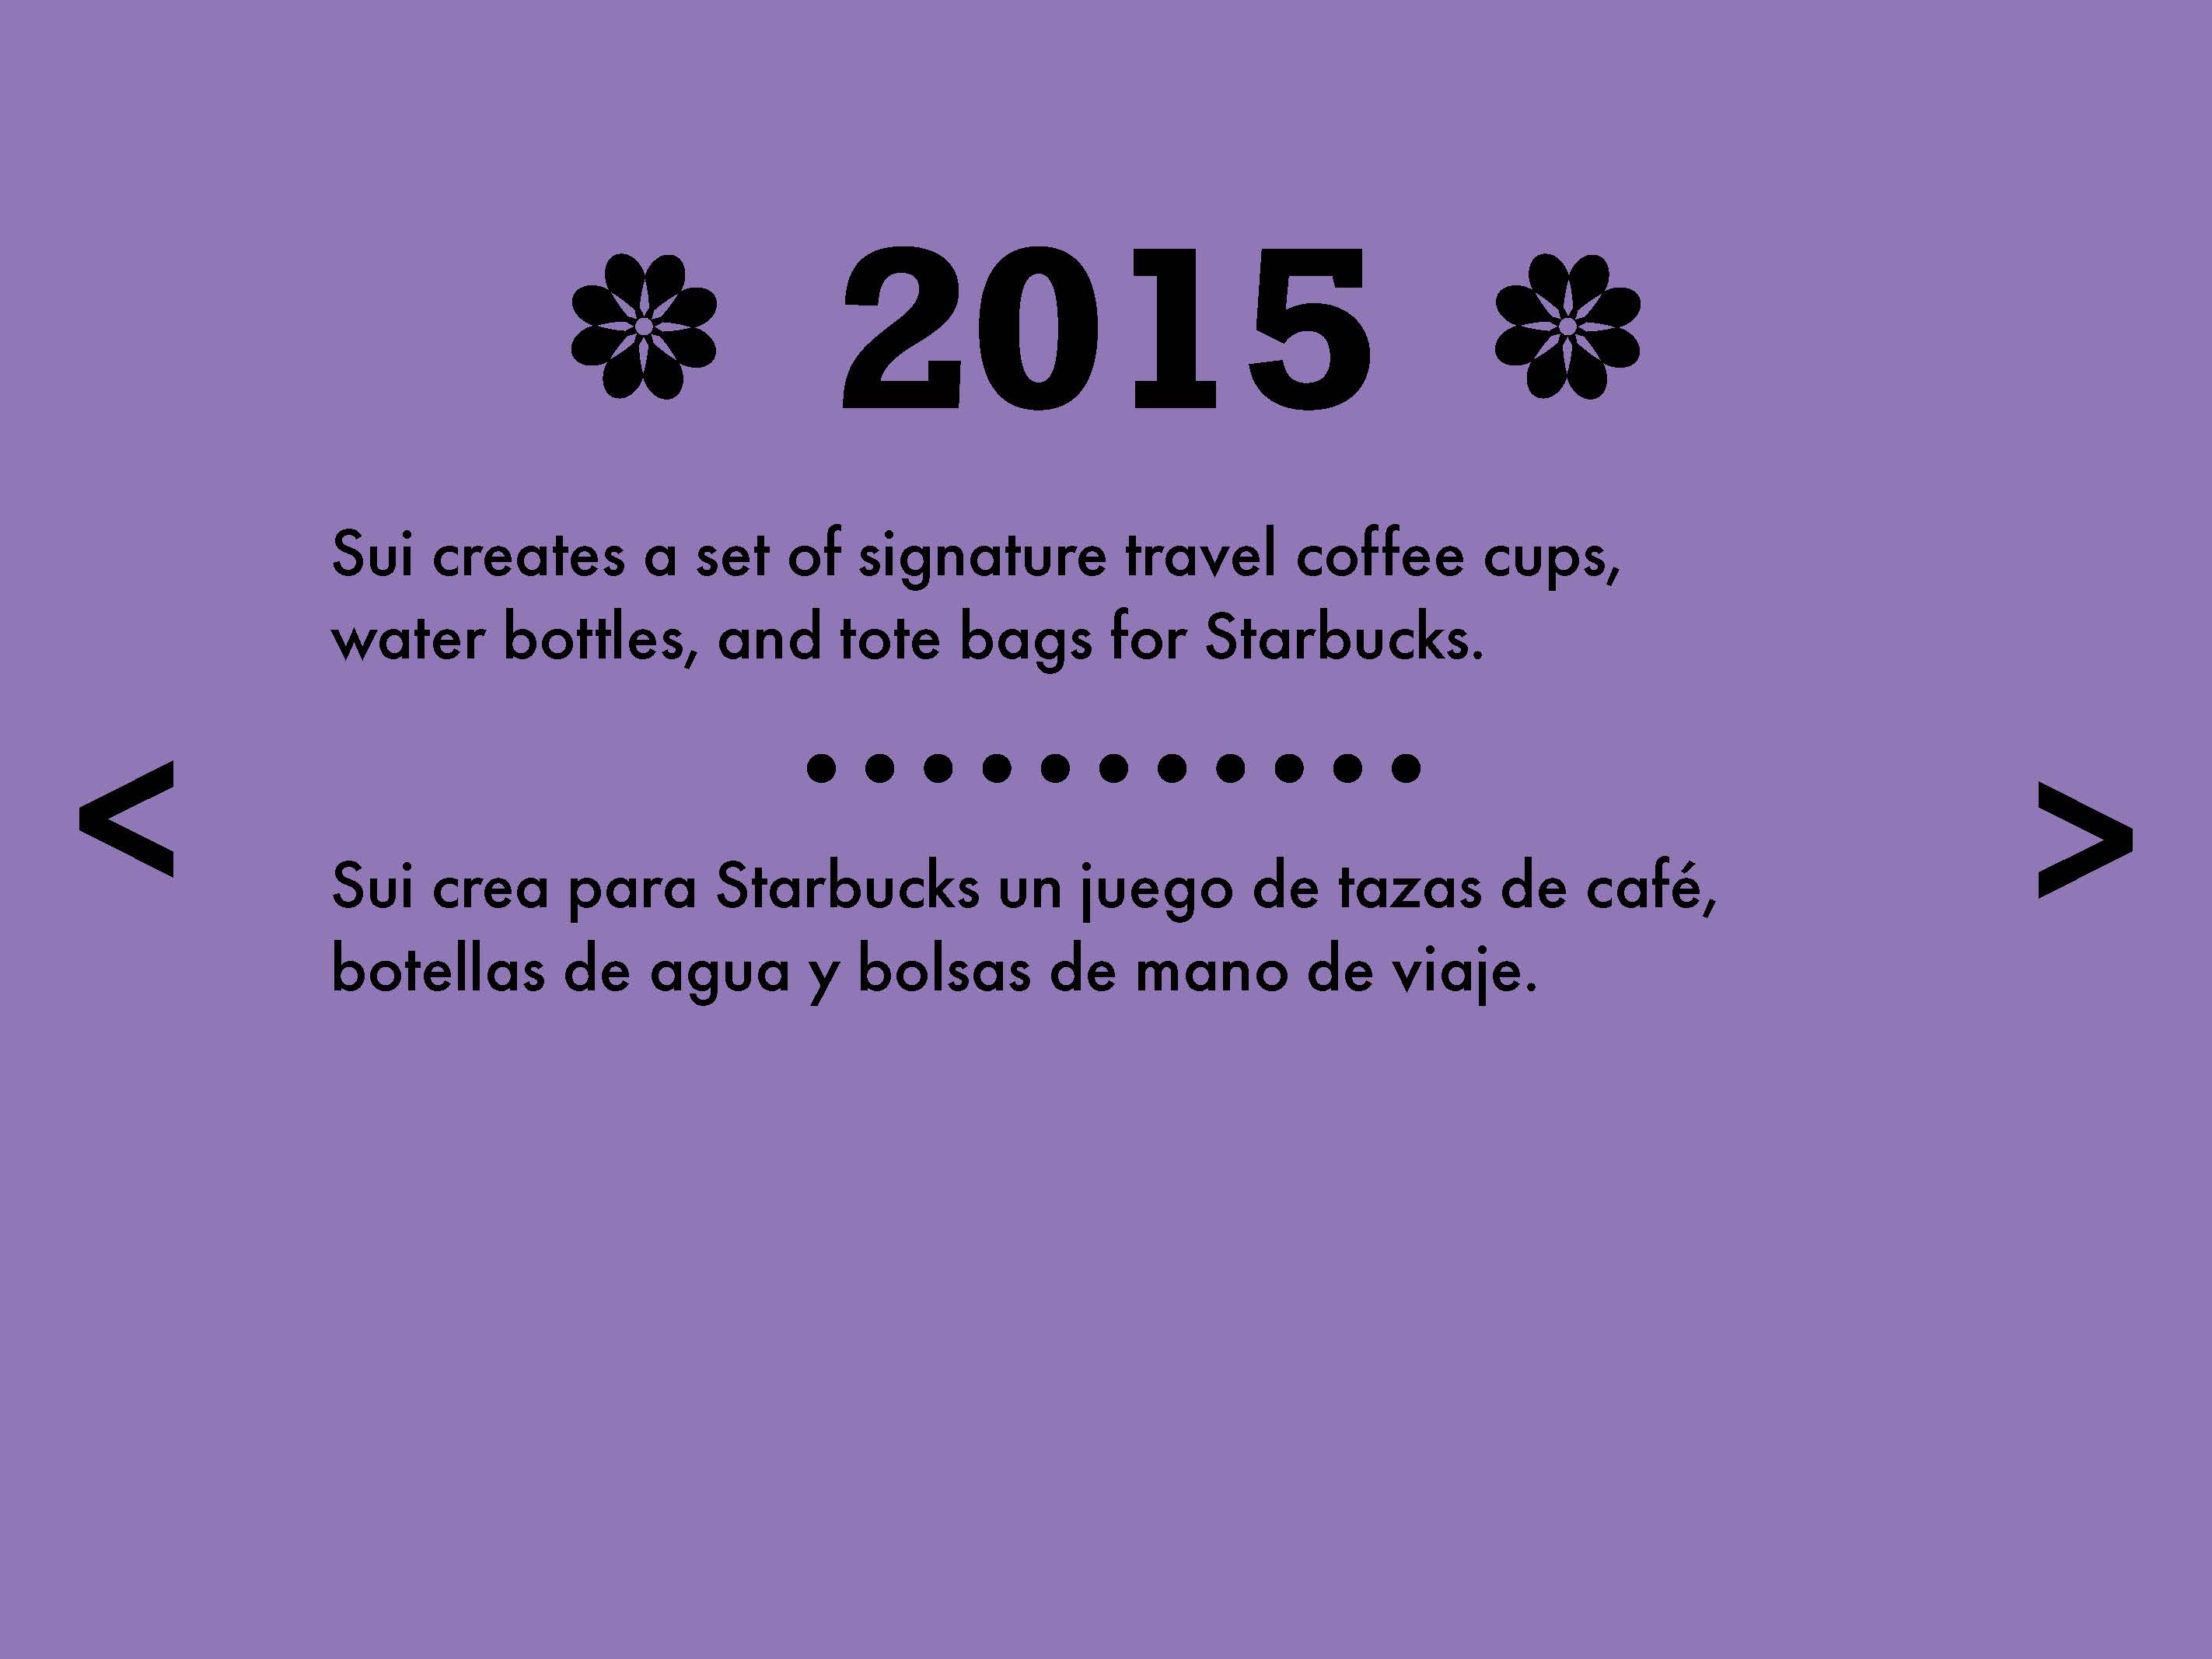 2015
Sui creates a set of signature travel coffee cups,
water bottles, and tote bags for Starbucks.
<
>
Sui crea para Starbucks un juego de tazas de café,
botellas de agua y bolsas de mano de viaje.